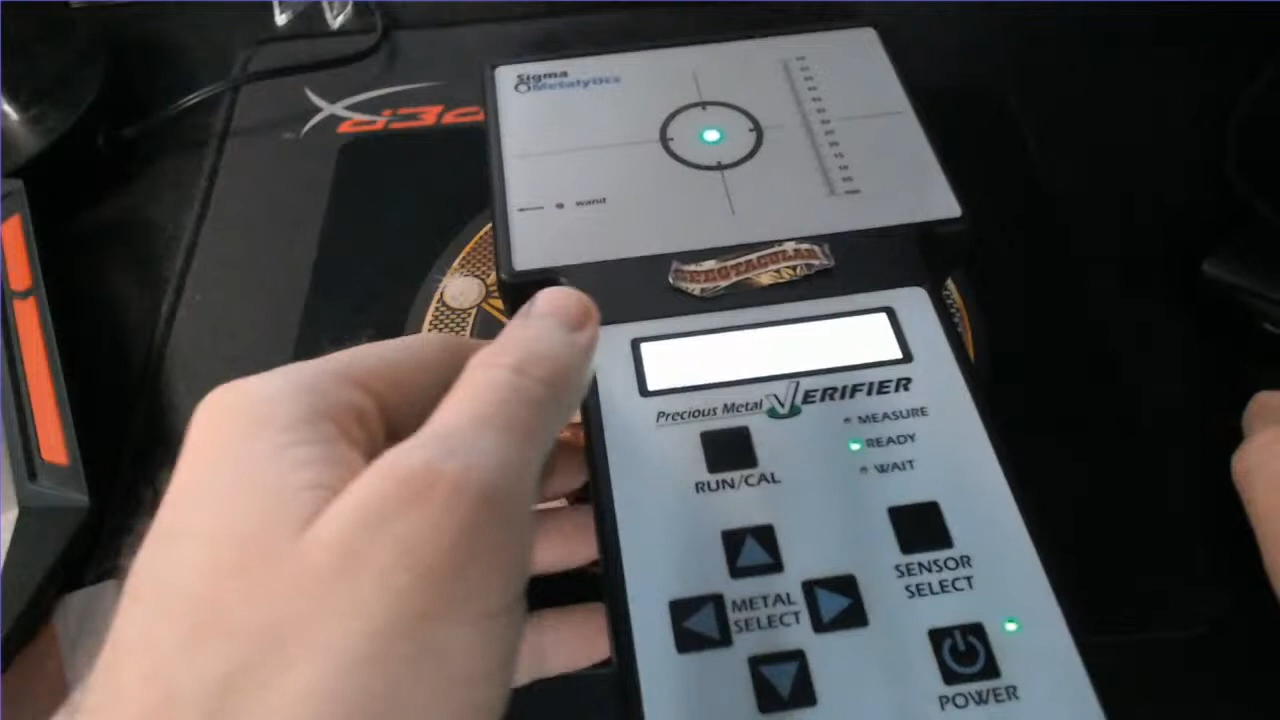 Sigma
Metalytics
wand
Precious Metal VERIFIER
MEASURE
READY
WAIT
RUN/CAL
SENSOR
SELECT
METAL
SELECT
POWER